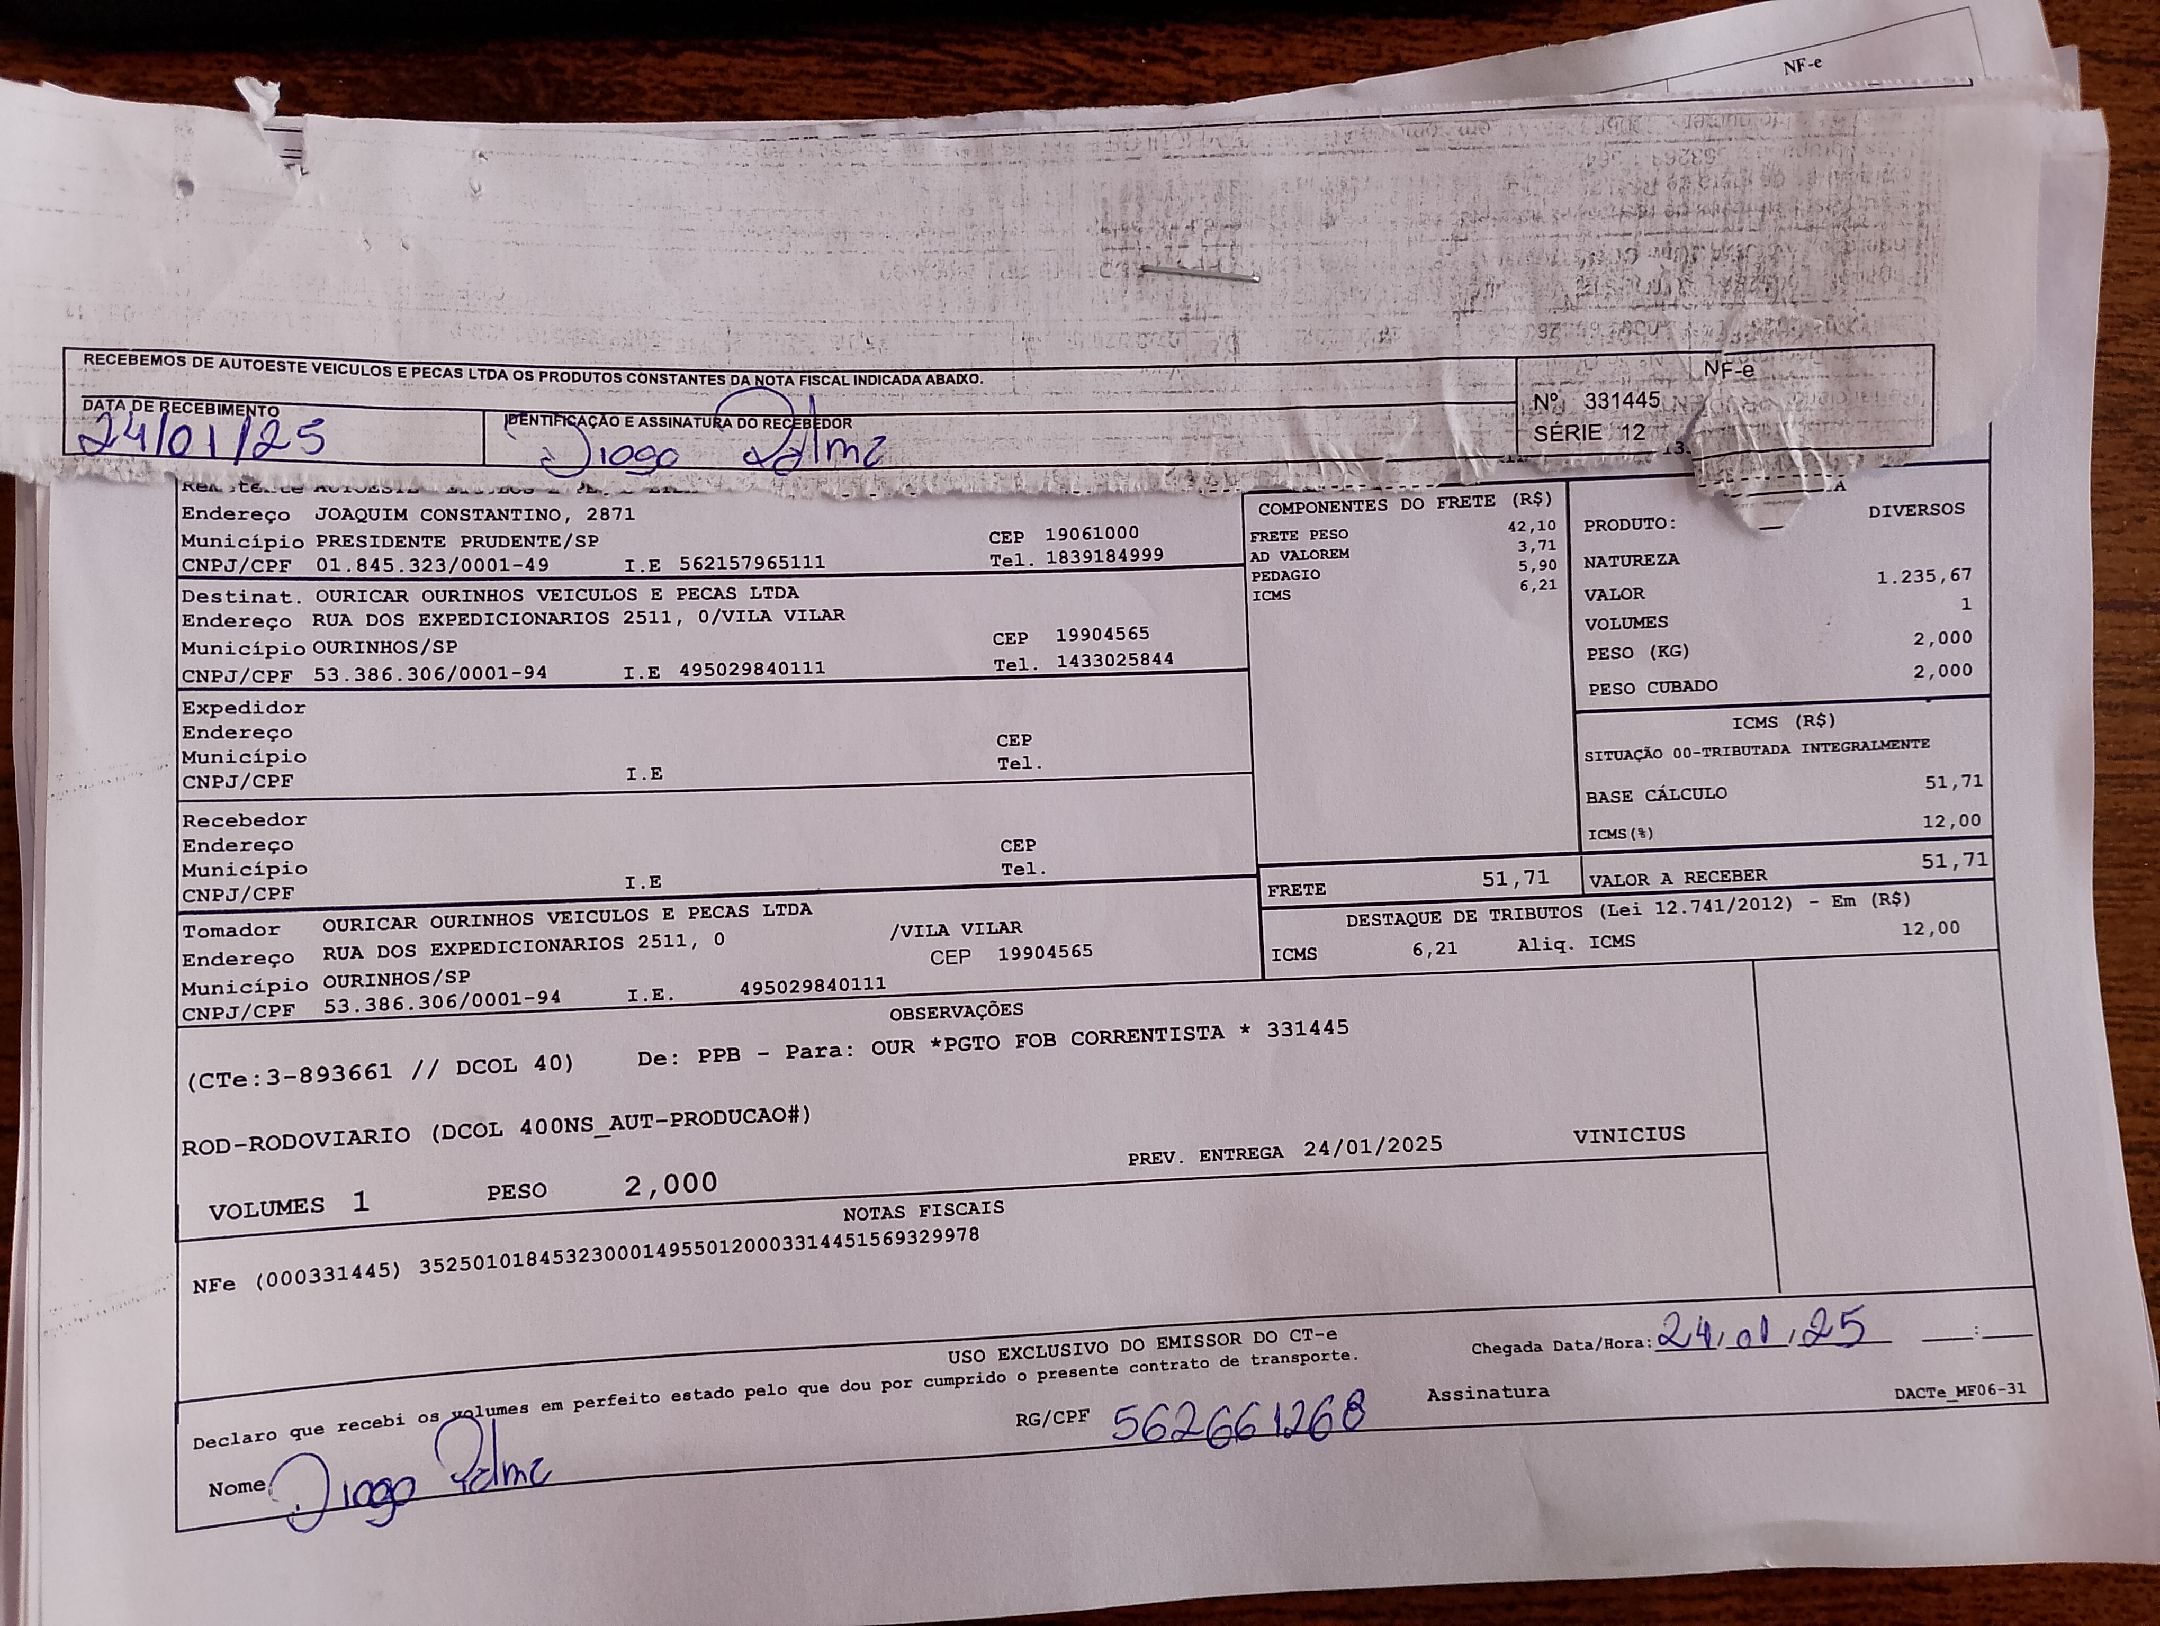 NF-e
RECEBEMOS DE AUTOESTE VEICULOS E PECAS LTDA OS PRODUTOS CONSTANTES DA NOTA FISCAL INDICADA ABAIXO.
NF-e
Nº 331445
SÉRIE 12
DATA DE RECEBIMENTO
24/01/25
IDENTIFICAÇÃO E ASSINATURA DO RECEBEDOR
Diogo Palma
Endereço JOAQUIM CONSTANTINO, 2871
Município PRESIDENTE PRUDENTE/SP CEP 19061000
CNPJ/CPF 01.845.323/0001-49 I.E 562157965111 Tel. 1839184999
Destinat. OURICAR OURINHOS VEICULOS E PECAS LTDA
Endereço RUA DOS EXPEDICIONARIOS 2511, 0/VILA VILAR
Município OURINHOS/SP CEP 19904565
CNPJ/CPF 53.386.306/0001-94 I.E 495029840111 Tel. 1433025844
Expedidor
Endereço
Município CEP
CNPJ/CPF I.E Tel.
Recebedor
Endereço
Município CEP
CNPJ/CPF I.E Tel.
Tomador OURICAR OURINHOS VEICULOS E PECAS LTDA
Endereço RUA DOS EXPEDICIONARIOS 2511, 0 /VILA VILAR
Município OURINHOS/SP CEP 19904565
CNPJ/CPF 53.386.306/0001-94 I.E. 495029840111
COMPONENTES DO FRETE (R$)
FRETE PESO 42,10
AD VALOREM 3,71
PEDAGIO 5,90
ICMS 6,21
FRETE 51,71
PRODUTO: DIVERSOS
NATUREZA
VALOR 1.235,67
VOLUMES 1
PESO (KG) 2,000
PESO CUBADO 2,000
ICMS (R$)
SITUAÇÃO 00-TRIBUTADA INTEGRALMENTE
BASE CÁLCULO 51,71
ICMS(%) 12,00
VALOR A RECEBER 51,71
DESTAQUE DE TRIBUTOS (Lei 12.741/2012) - Em (R$)
ICMS 6,21 Aliq. ICMS 12,00
OBSERVAÇÕES
(CTe:3-893661 // DCOL 40) De: PPB - Para: OUR *PGTO FOB CORRENTISTA * 331445
ROD-RODOVIARIO (DCOL 400NS_AUT-PRODUCAO#)
PREV. ENTREGA 24/01/2025 VINICIUS
VOLUMES 1 PESO 2,000
NOTAS FISCAIS
NFe (000331445) 35250101845323000149550120003314451569329978
USO EXCLUSIVO DO EMISSOR DO CT-e
Declaro que recebi os volumes em perfeito estado pelo que dou por cumprido o presente contrato de transporte.
Chegada Data/Hora: 24/01/25 __:__
Nome Diogo Palma
RG/CPF 562661268
Assinatura
DACTe_MF06-31